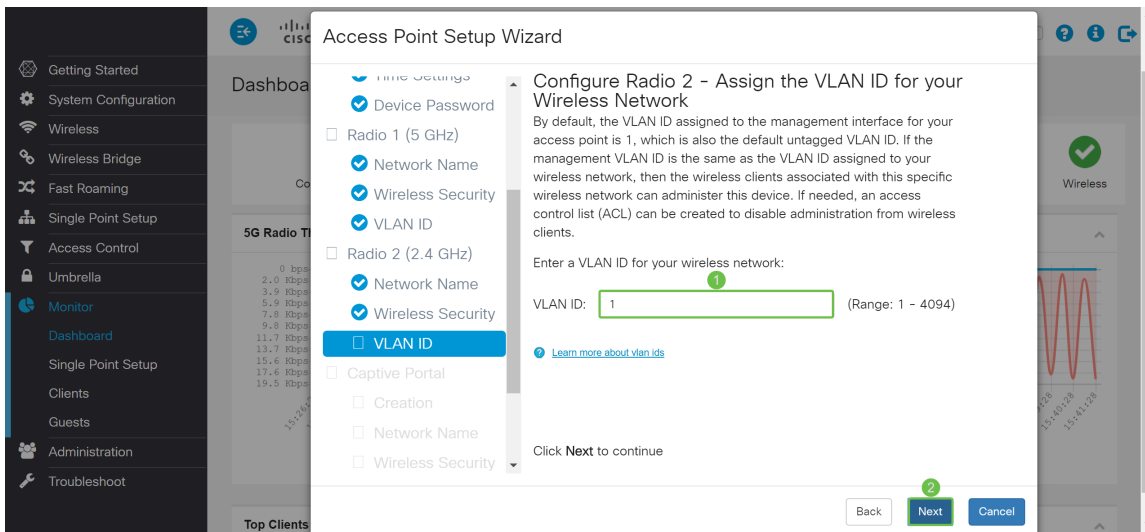 CISC
Access Point Setup Wizard
Getting Started
System Configuration
Wireless
Wireless Bridge
Fast Roaming
Single Point Setup
Access Control
Umbrella
Monitor
Dashboard
Single Point Setup
Clients
Guests
Administration
Troubleshoot
Dashboa
Co
Wireless
5G Radio Th
0 bps
2.0 Kbps
3.9 Kbps
5.9 Kbps
7.8 Kbps
9.8 Kbps
11.7 Kbps
13.7 Kbps
15.6 Kbps
17.6 Kbps
19.5 Kbps
15:40:28
15:41:28
Top Clients
Time Settings
Device Password
Radio 1 (5 GHz)
Network Name
Wireless Security
VLAN ID
Radio 2 (2.4 GHz)
Network Name
Wireless Security
VLAN ID
Captive Portal
Creation
Network Name
Wireless Security
Configure Radio 2 - Assign the VLAN ID for your
Wireless Network
By default, the VLAN ID assigned to the management interface for your
access point is 1, which is also the default untagged VLAN ID. If the
management VLAN ID is the same as the VLAN ID assigned to your
wireless network, then the wireless clients associated with this specific
wireless network can administer this device. If needed, an access
control list (ACL) can be created to disable administration from wireless
clients.
Enter a VLAN ID for your wireless network:
1
VLAN ID: 1 (Range: 1 - 4094)
Learn more about vlan ids
Click Next to continue
2
Back Next Cancel